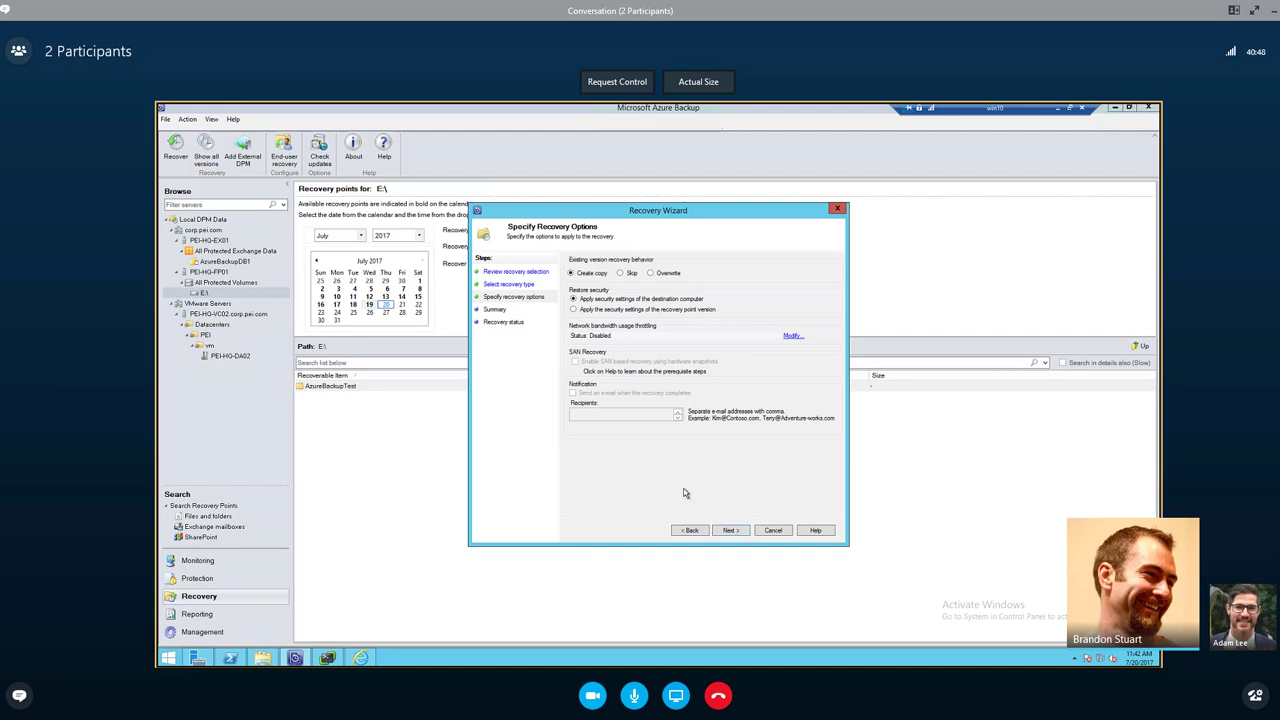 Conversation (2 Participants)
2 Participants
40:48
Request Control
Actual Size
Microsoft Azure Backup
win10
File Action View Help
Recover
Show all versions
Add External DPM
End-user recovery
Check updates
About
Help
Recovery
Configure
Options
Help
Browse
Filter servers
Local DPM Data
corp.pei.com
PEI-HQ-EX01
All Protected Exchange Data
AzureBackupDB1
PEI-HQ-FP01
All Protected Volumes
E:\
VMware Servers
PEI-HQ-VC02.corp.pei.com
Datacenters
PEI
vm
PEI-HQ-DA02
Search
Search Recovery Points
Files and folders
Exchange mailboxes
SharePoint
Monitoring
Protection
Recovery
Reporting
Management
Recovery points for: E:\
Available recovery points are indicated in bold on the calen
Select the date from the calendar and the time from the drop
July
2017
Recovery
Recovery
Recover
July 2017
Sun Mon Tue Wed Thu Fri Sat
25 26 27 28 29 30 1
2 3 4 5 6 7 8
9 10 11 12 13 14 15
16 17 18 19 20 21 22
23 24 25 26 27 28 29
30 31
Path: E:\
Up
Search list below
Search in details also (Slow)
Recoverable Item
Size
AzureBackupTest
Recovery Wizard
Specify Recovery Options
Specify the options to apply to the recovery.
Steps:
Review recovery selection
Select recovery type
Specify recovery options
Summary
Recovery status
Existing version recovery behavior
Create copy Skip Overwrite
Restore security
Apply security settings of the destination computer
Apply the security settings of the recovery point version
Network bandwidth usage throttling
Status: Disabled
Modify...
SAN Recovery
Enable SAN based recovery using hardware snapshots
Click on Help to learn about the prerequisite steps
Notification
Send an e-mail when this recovery completes
Recipients:
Separate e-mail addresses with comma.
Example: Kim@Contoso.com, Terry@Adventure-works.com
< Back
Next >
Cancel
Help
Activate Windows
Go to System in Control Panel to ac
Brandon Stuart
Adam Lee
11:42 AM
7/20/2017